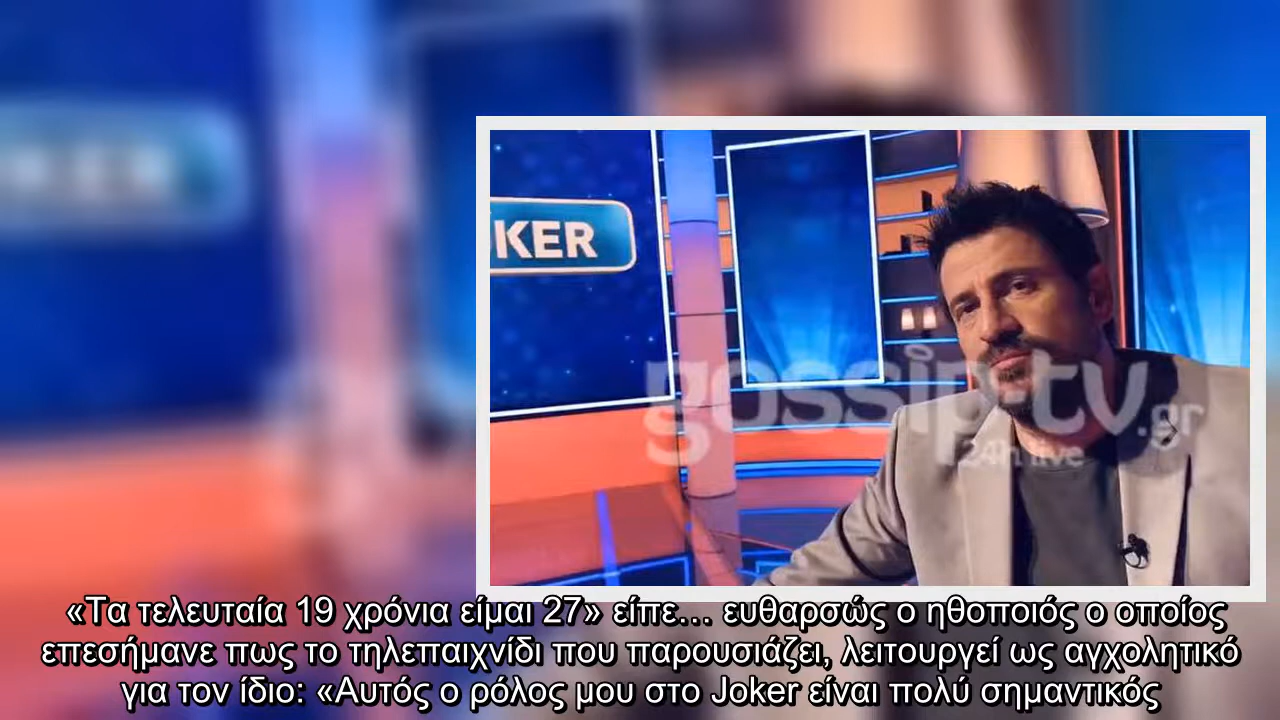 OKER
gossip-tv.gr
24h live
«Τα τελευταία 19 χρόνια είμαι 27» είπε… ευθαρσώς ο ηθοποιός ο οποίος
επεσήμανε πως το τηλεπαιχνίδι που παρουσιάζει, λειτουργεί ως αγχολητικό
για τον ίδιο: «Αυτός ο ρόλος μου στο Joker είναι πολύ σημαντικός